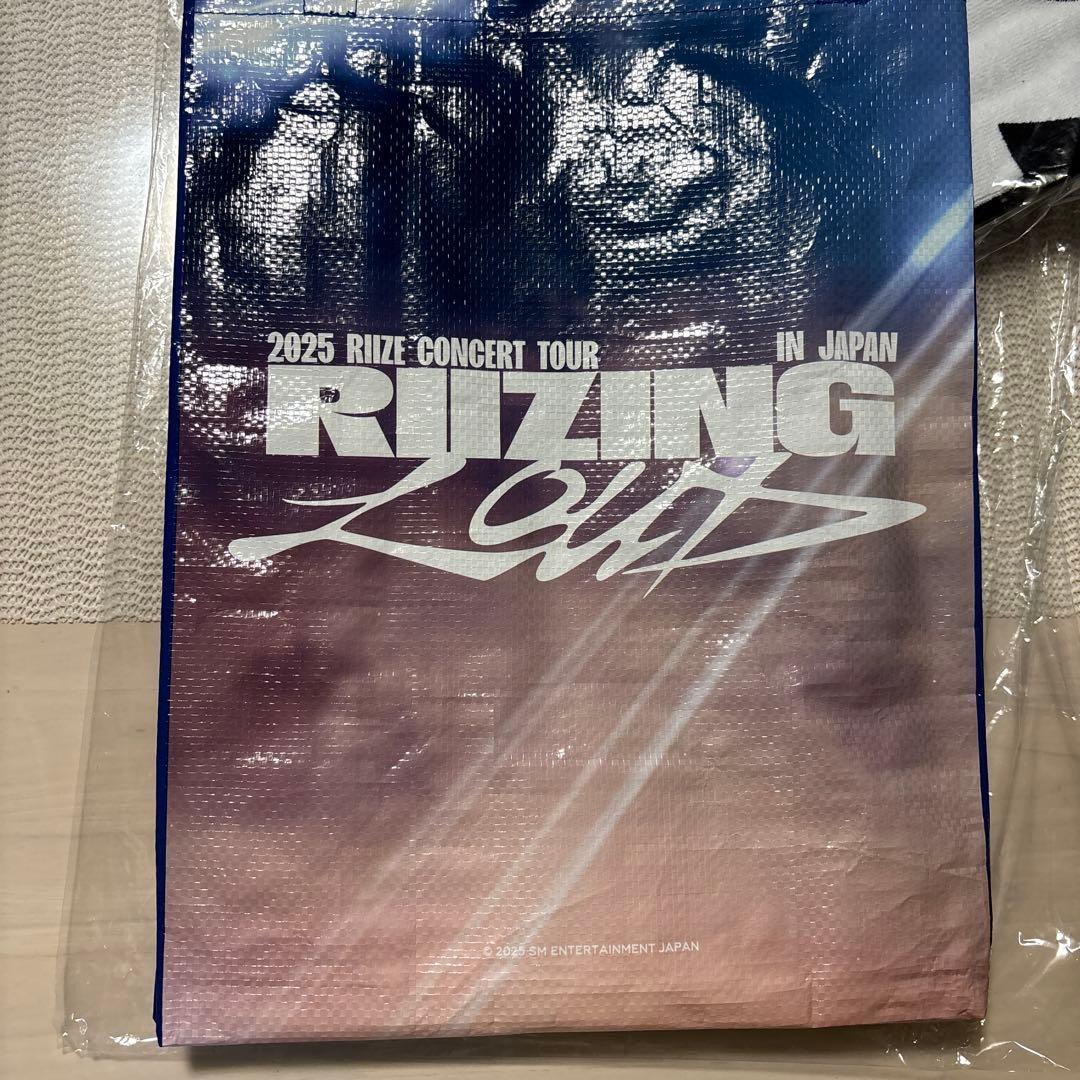 2025 RIIZE CONCERT TOUR IN JAPAN
RIIZING
LOUD
© 2025 SM ENTERTAINMENT JAPAN